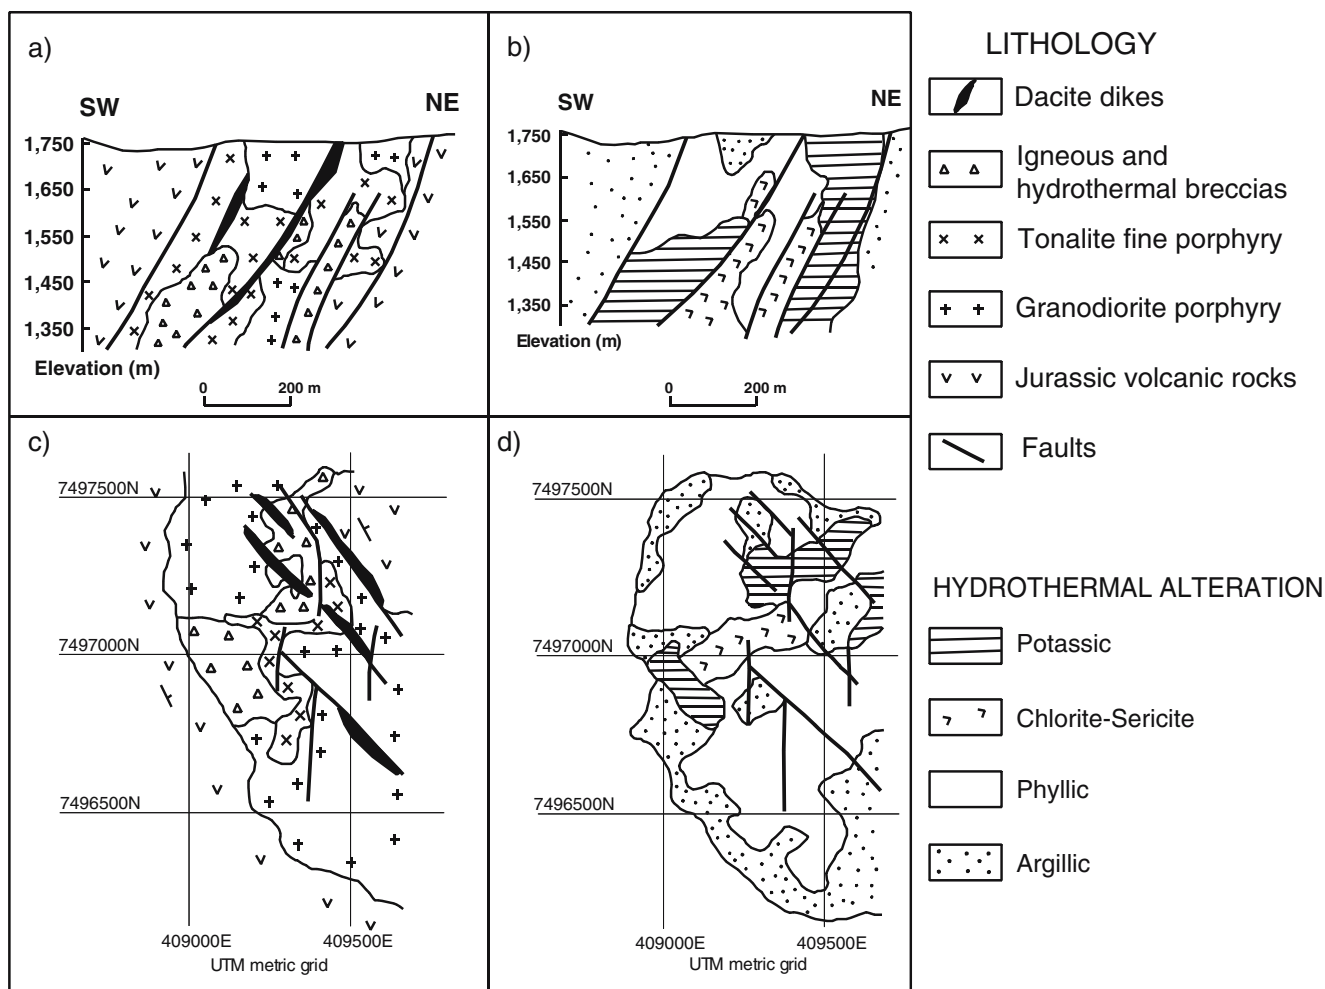 a)
SW
NE
1,750
1,650
1,550
1,450
1,350
Elevation (m)
0
200 m
b)
SW
NE
1,750
1,650
1,550
1,450
1,350
Elevation (m)
0
200 m
c)
7497500N
7497000N
7496500N
409000E
409500E
UTM metric grid
d)
7497500N
7497000N
7496500N
409000E
409500E
UTM metric grid
LITHOLOGY
Dacite dikes
Igneous and
hydrothermal breccias
Tonalite fine porphyry
Granodiorite porphyry
Jurassic volcanic rocks
Faults
HYDROTHERMAL ALTERATION
Potassic
Chlorite-Sericite
Phyllic
Argillic